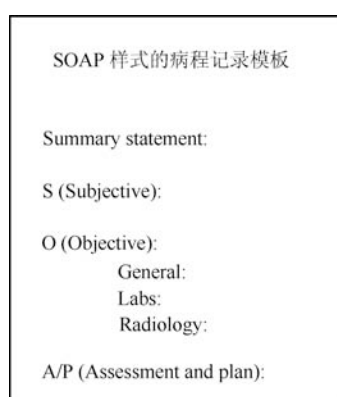 SOAP 样式的病程记录模板
Summary statement:
S (Subjective):
O (Objective):
General:
Labs:
Radiology:
A/P (Assessment and plan):